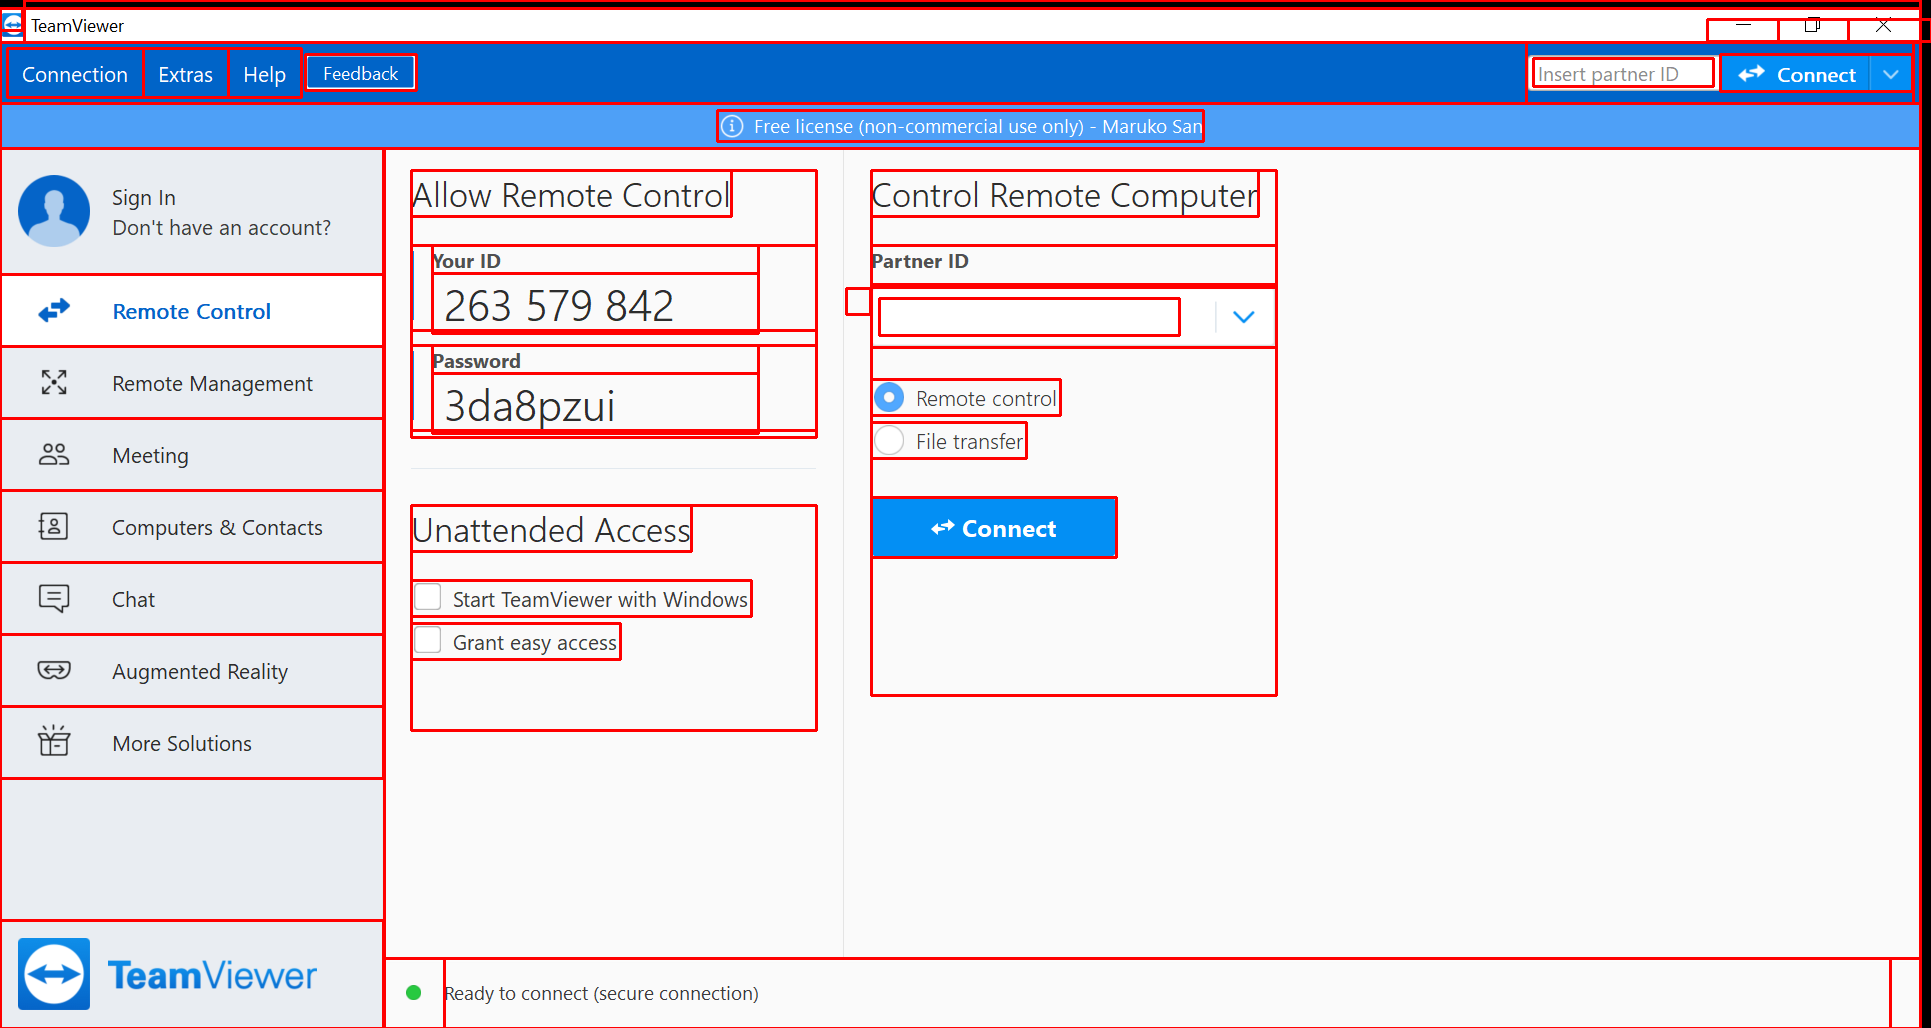 TeamViewer
Connection Extras Help Feedback
Insert partner ID Connect
Free license (non-commercial use only) - Maruko San
Sign In
Don't have an account?
Remote Control
Remote Management
Meeting
Computers & Contacts
Chat
Augmented Reality
More Solutions
TeamViewer
Allow Remote Control
Your ID
263 579 842
Password
3da8pzui
Unattended Access
Start TeamViewer with Windows
Grant easy access
Control Remote Computer
Partner ID
Remote control
File transfer
Connect
Ready to connect (secure connection)